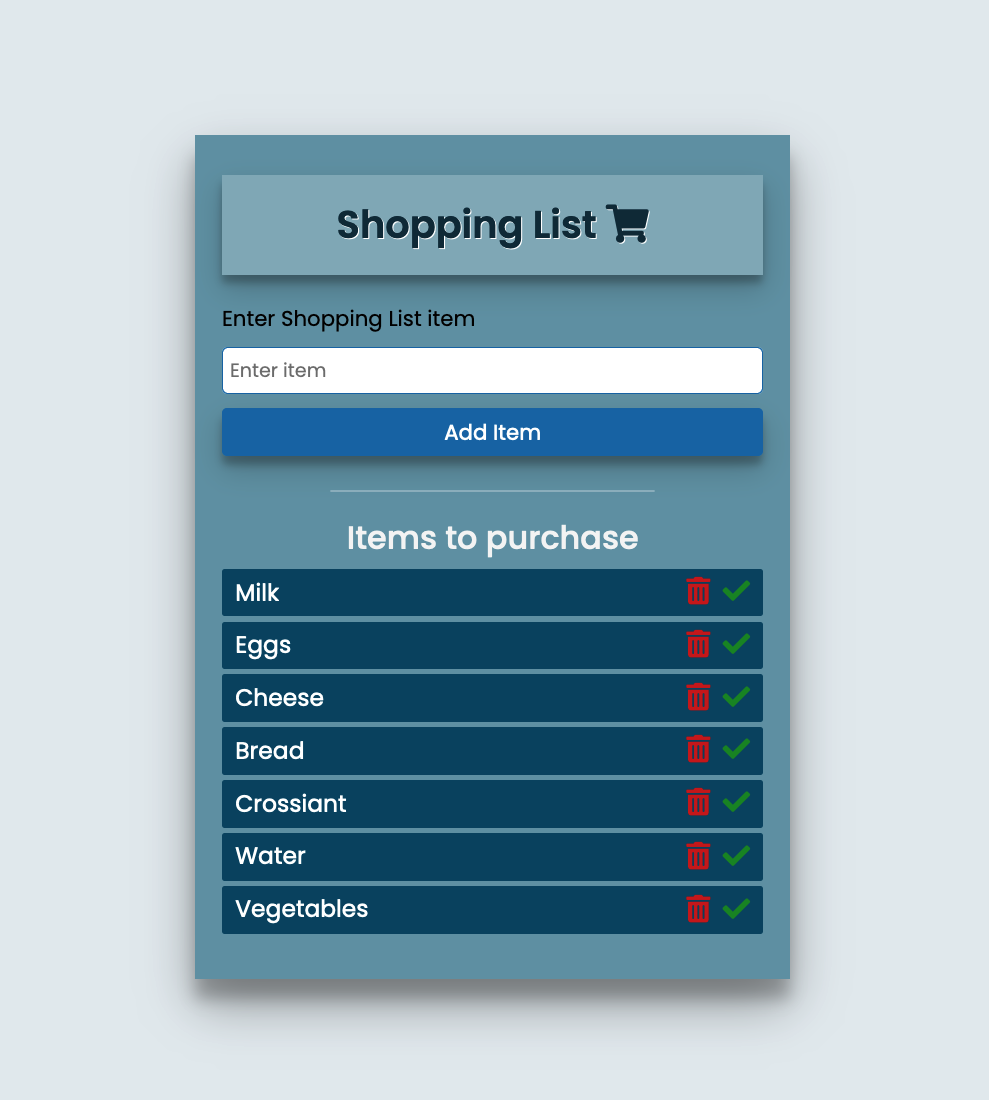 Shopping List
Enter Shopping List item
Enter item
Add Item
Items to purchase
Milk
Eggs
Cheese
Bread
Crossiant
Water
Vegetables